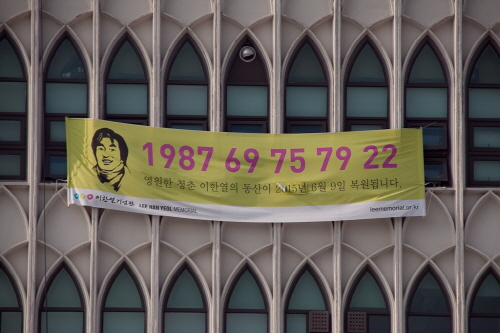 1987 69 75 79 22
영원한 청춘 이한열의 동산이 2015년 6월 9일 복원됩니다.
이한열기념관 LEE HAN YEOL MEMORIAL
leememorial.or.kr